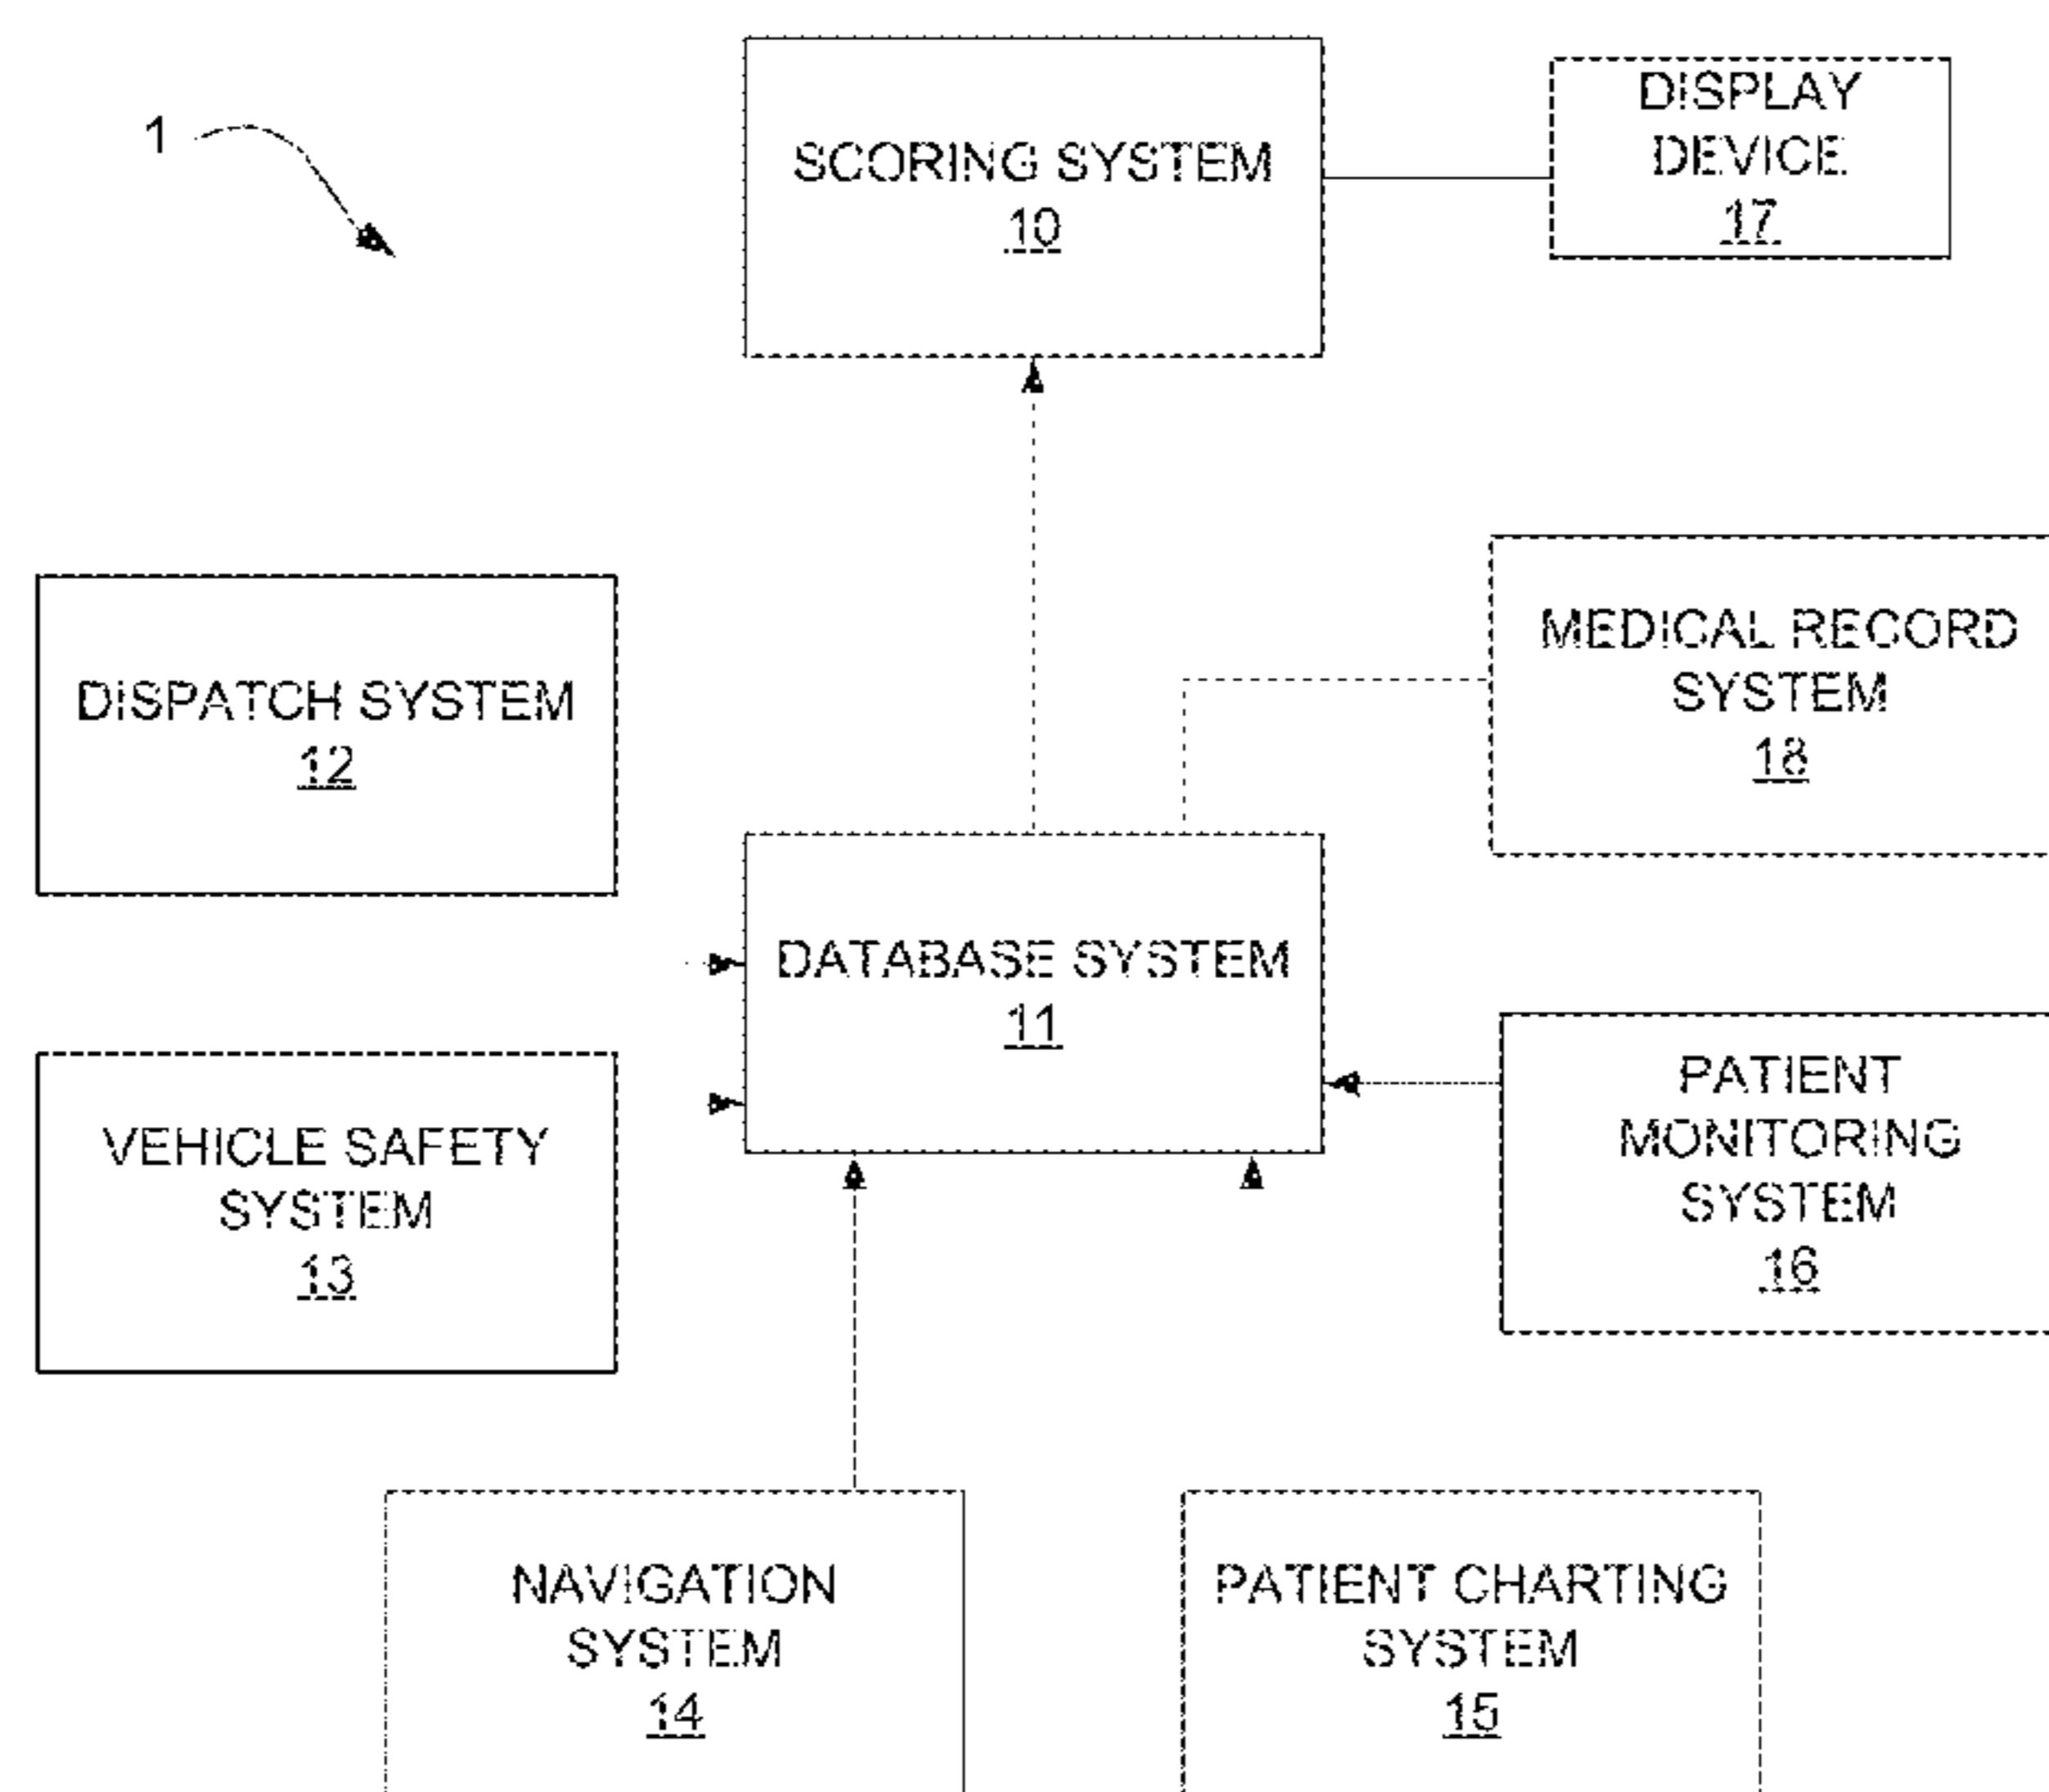 1
SCORING SYSTEM
10
DISPLAY
DEVICE
17
DISPATCH SYSTEM
12
MEDICAL RECORD
SYSTEM
18
DATABASE SYSTEM
11
VEHICLE SAFETY
SYSTEM
13
PATIENT
MONITORING
SYSTEM
16
NAVIGATION
SYSTEM
14
PATIENT CHARTING
SYSTEM
15